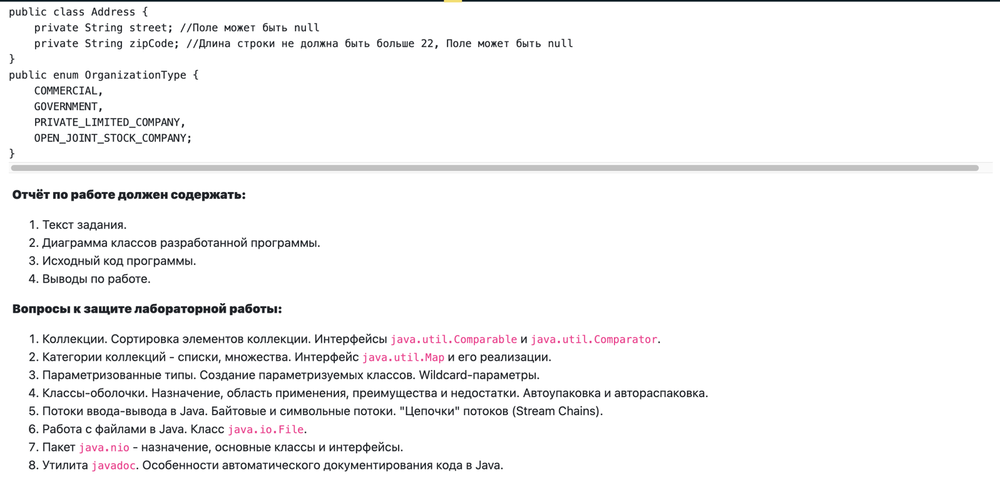 public class Address {
    private String street; //Поле может быть null
    private String zipCode; //Длина строки не должна быть больше 22, Поле может быть null
}
public enum OrganizationType {
    COMMERCIAL,
    GOVERNMENT,
    PRIVATE_LIMITED_COMPANY,
    OPEN_JOINT_STOCK_COMPANY;
}
Отчёт по работе должен содержать:
1. Текст задания.
2. Диаграмма классов разработанной программы.
3. Исходный код программы.
4. Выводы по работе.
Вопросы к защите лабораторной работы:
1. Коллекции. Сортировка элементов коллекции. Интерфейсы java.util.Comparable и java.util.Comparator.
2. Категории коллекций - списки, множества. Интерфейс java.util.Map и его реализации.
3. Параметризованные типы. Создание параметризуемых классов. Wildcard-параметры.
4. Классы-оболочки. Назначение, область применения, преимущества и недостатки. Автоупаковка и автораспаковка.
5. Потоки ввода-вывода в Java. Байтовые и символьные потоки. "Цепочки" потоков (Stream Chains).
6. Работа с файлами в Java. Класс java.io.File.
7. Пакет java.nio - назначение, основные классы и интерфейсы.
8. Утилита javadoc. Особенности автоматического документирования кода в Java.